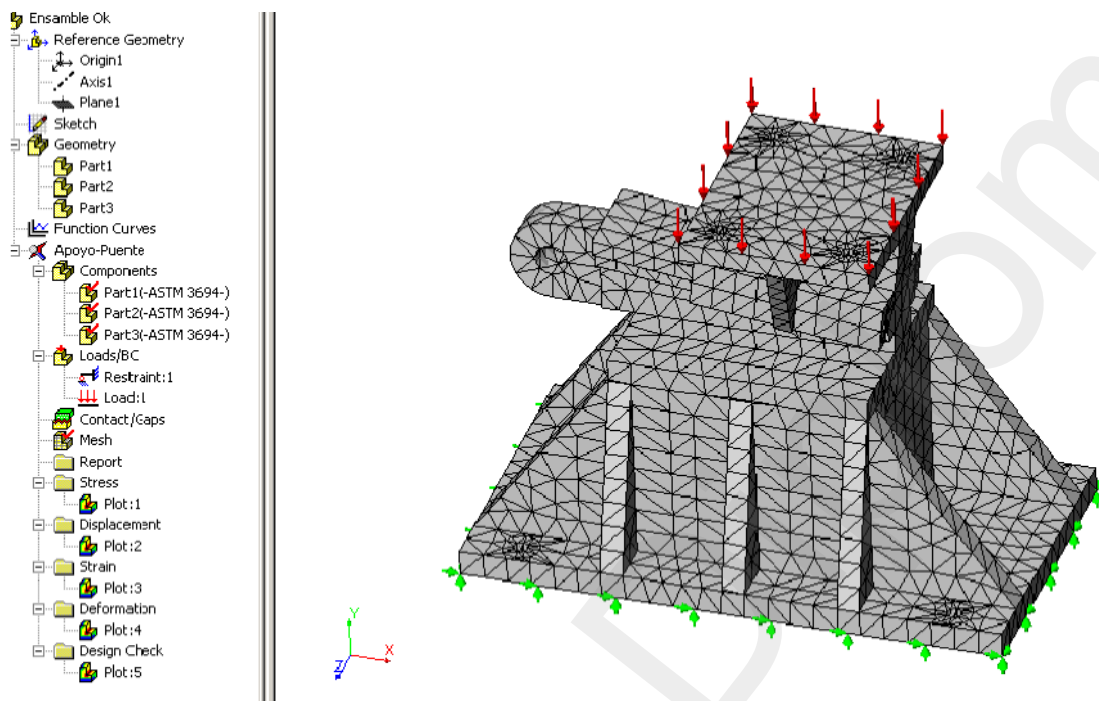 Ensamble Ok
Reference Geometry
Origin1
Axis1
Plane1
Sketch
Geometry
Part1
Part2
Part3
Function Curves
Apoyo-Puente
Components
Part1(-ASTM 3694-)
Part2(-ASTM 3694-)
Part3(-ASTM 3694-)
Loads/BC
Restraint:1
Load:1
Contact/Gaps
Mesh
Report
Stress
Plot:1
Displacement
Plot:2
Strain
Plot:3
Deformation
Plot:4
Design Check
Plot:5
Y
X
Z